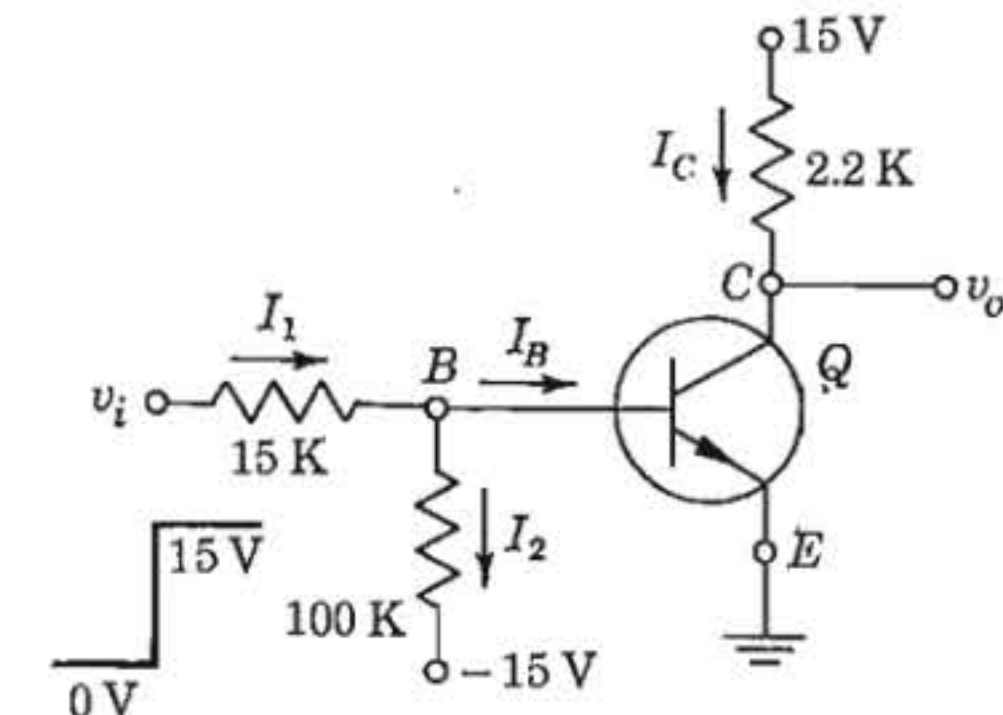 15 V
I_C
2.2 K
C
v_o
I_1
I_B
B
Q
v_i
15 K
I_2
E
15 V
100 K
0 V
– 15 V